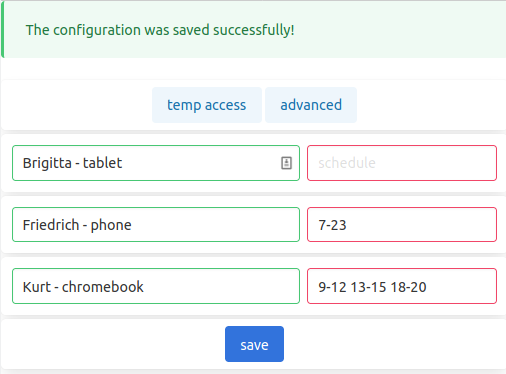 The configuration was saved successfully!
temp access advanced
Brigitta - tablet schedule
Friedrich - phone 7-23
Kurt - chromebook 9-12 13-15 18-20
save